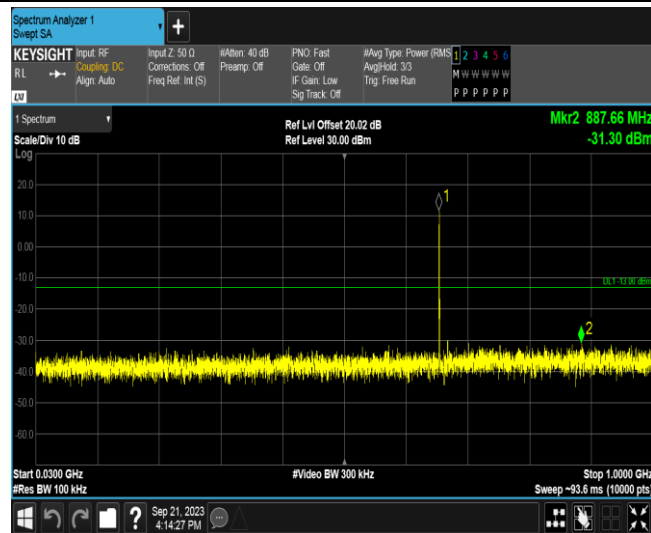 Spectrum Analyzer 1
Swept SA
+
KEYSIGHT
RL
LXI
Input: RF
Coupling: DC
Align: Auto
Input Z: 50 Ω
Corrections: Off
Freq Ref: Int (S)
#Atten: 40 dB
Preamp: Off
PNO: Fast
Gate: Off
IF Gain: Low
Sig Track: Off
#Avg Type: Power (RMS
Avg|Hold: 3/3
Trig: Free Run
1 2 3 4 5 6
M W W W W W
P P P P P P
1 Spectrum
Scale/Div 10 dB
Log
Ref Lvl Offset 20.02 dB
Ref Level 30.00 dBm
Mkr2 887.66 MHz
-31.30 dBm
20.0
10.0
0.00
-10.0
-20.0
-30.0
-40.0
-50.0
-60.0
1
DL1 -13.00 dBm
2
Start 0.0300 GHz
#Res BW 100 kHz
#Video BW 300 kHz
Stop 1.0000 GHz
Sweep ~93.6 ms (10000 pts)
?
Sep 21, 2023
4:14:27 PM